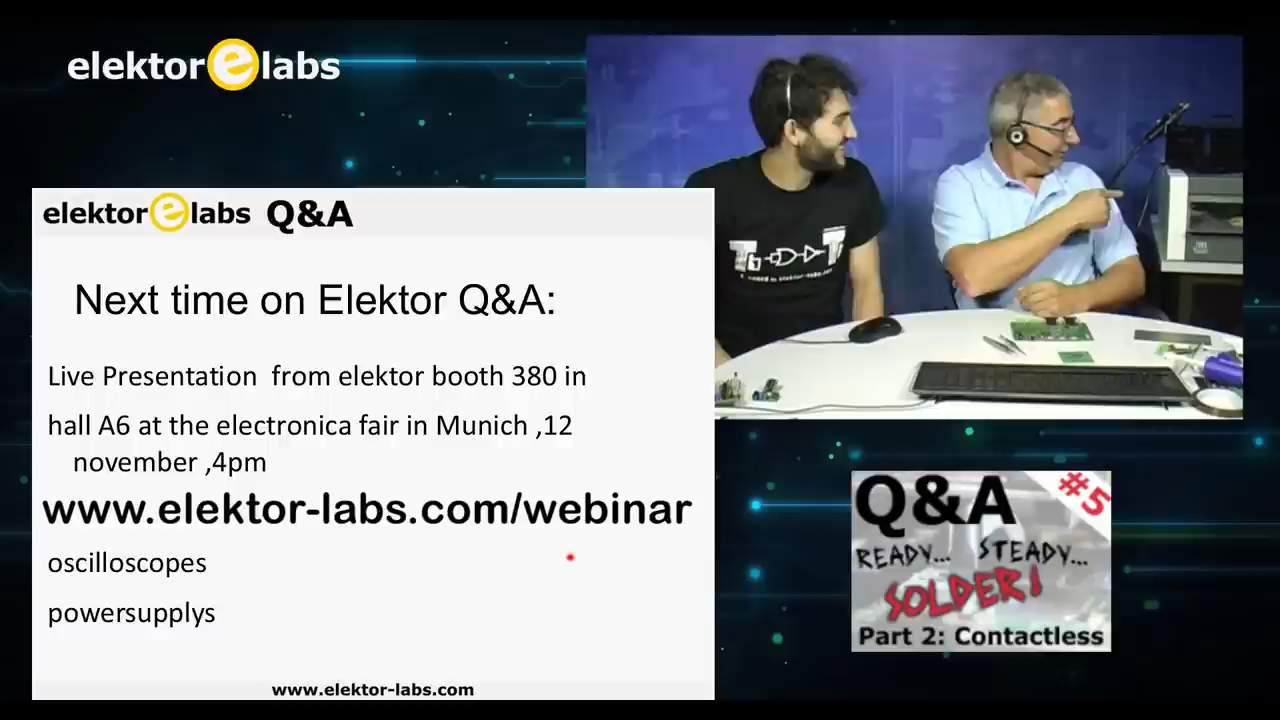 elektor e labs
elektor e labs Q&A
Next time on Elektor Q&A:
Live Presentation from elektor booth 380 in
hall A6 at the electronica fair in Munich ,12
november ,4pm
www.elektor-labs.com/webinar
oscilloscopes
powersupplys
www.elektor-labs.com
Q&A
#5
READY... STEADY...
SOLDER!
Part 2: Contactless